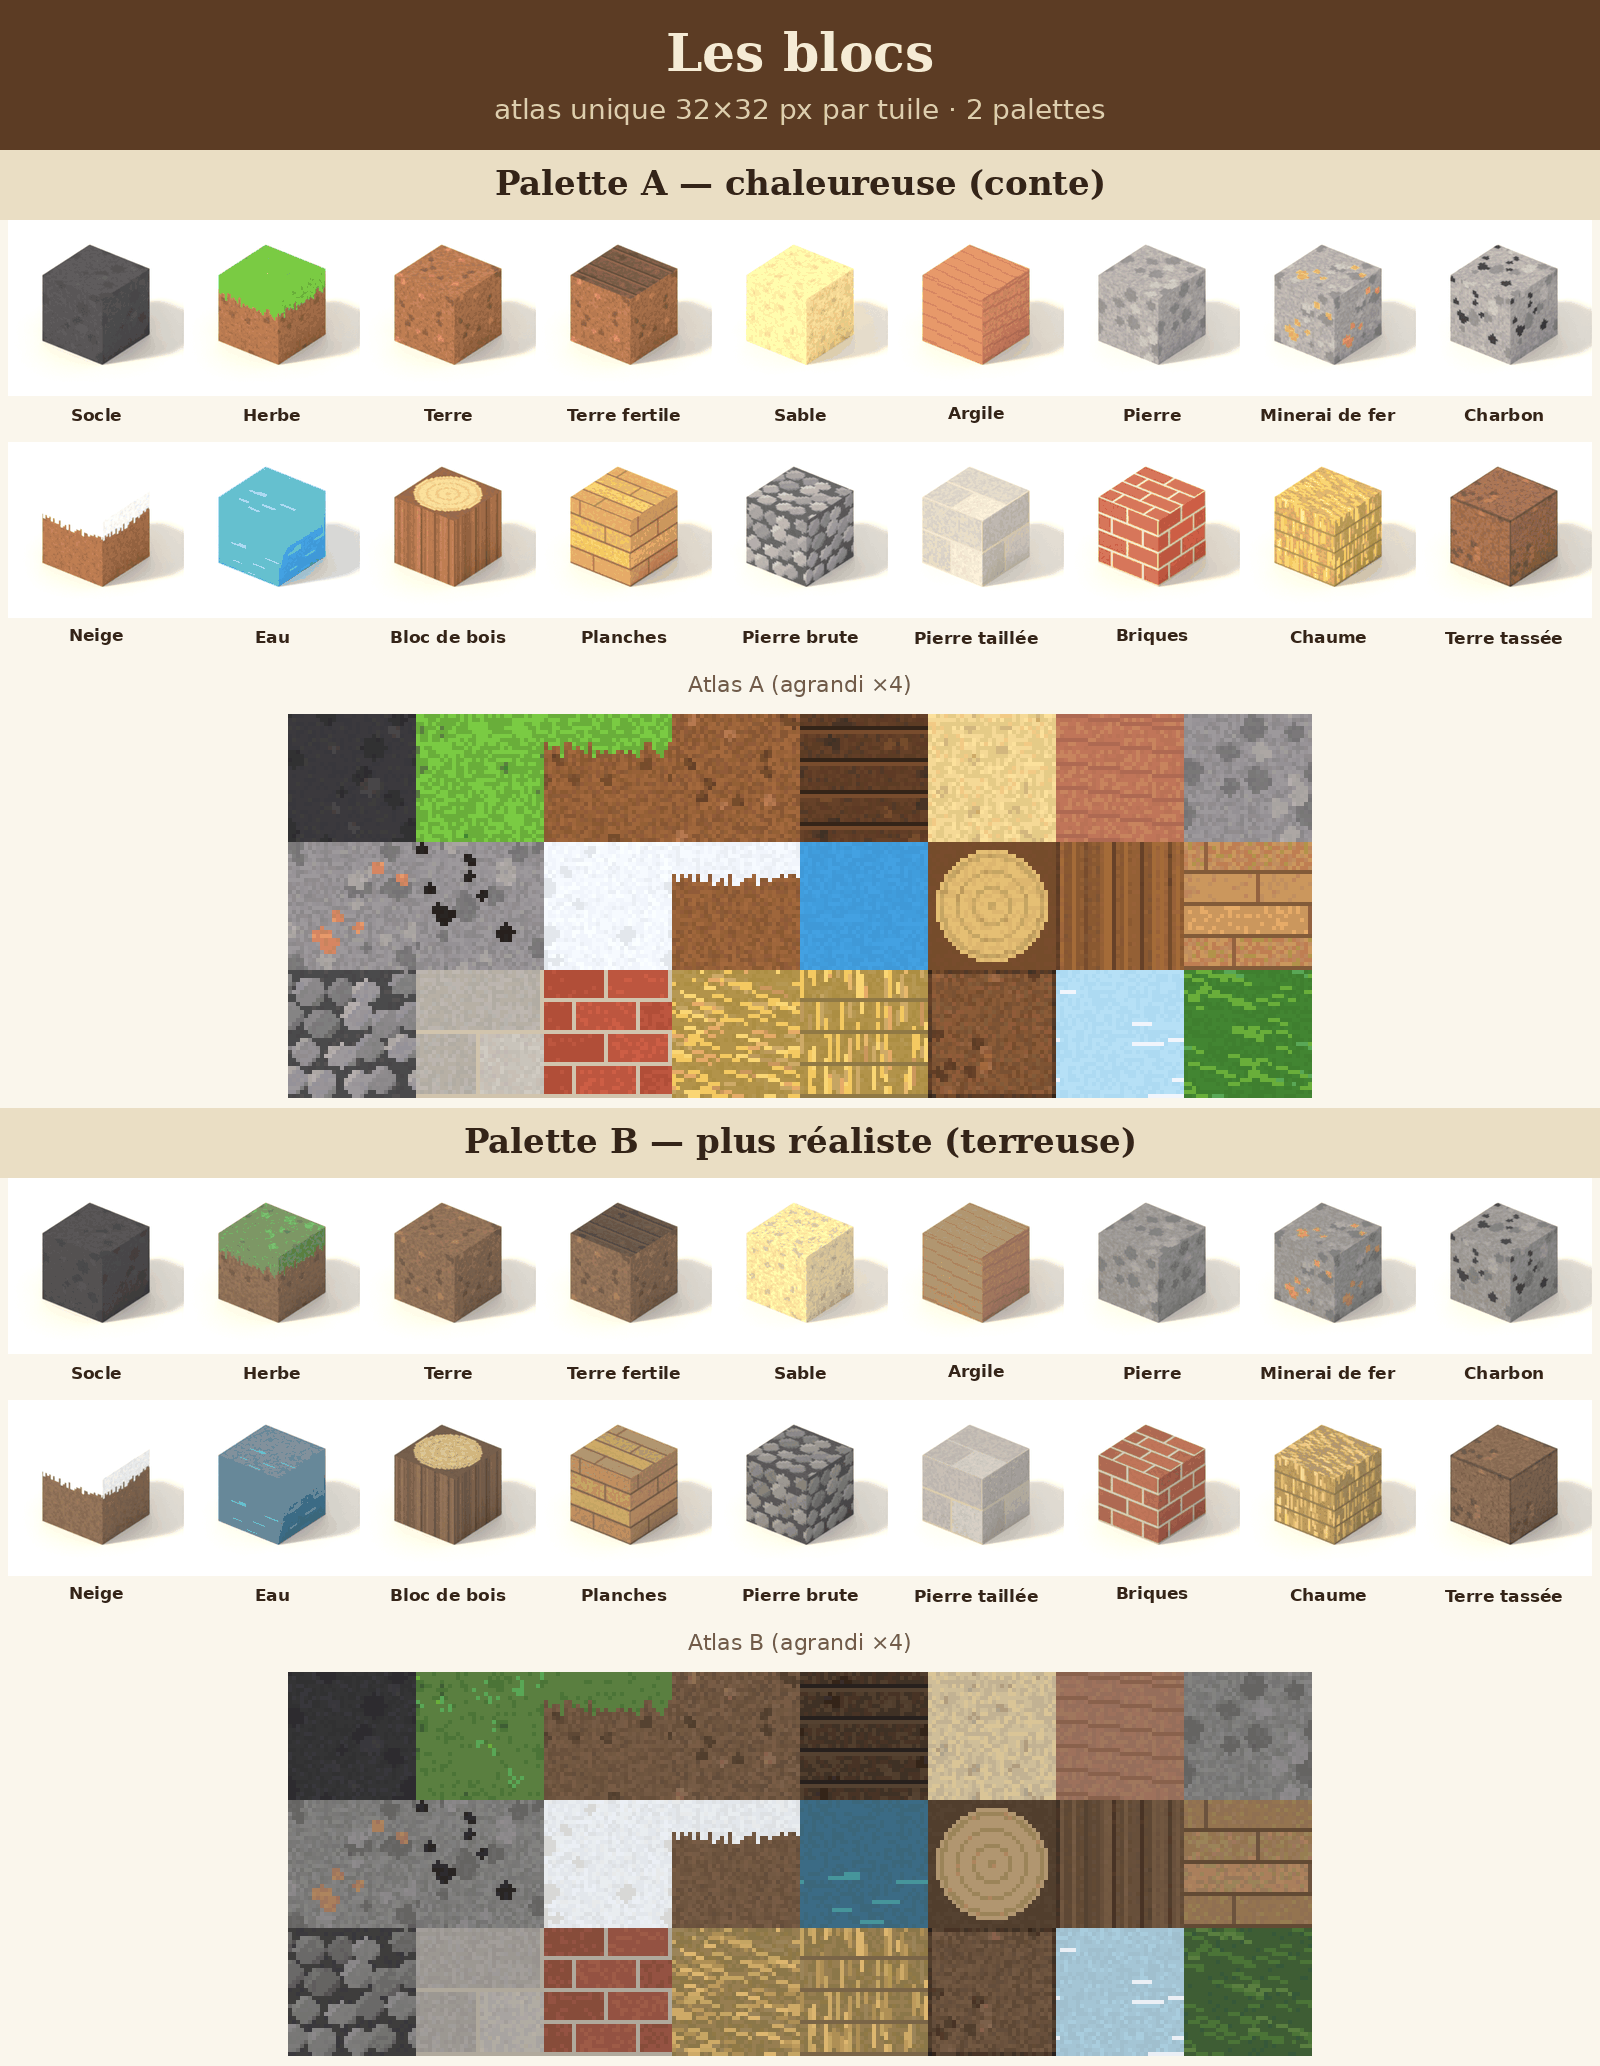 Les blocs
atlas unique 32×32 px par tuile · 2 palettes
Palette A — chaleureuse (conte)
Socle Herbe Terre Terre fertile Sable Argile Pierre Minerai de fer Charbon
Neige Eau Bloc de bois Planches Pierre brute Pierre taillée Briques Chaume Terre tassée
Atlas A (agrandi ×4)
Palette B — plus réaliste (terreuse)
Socle Herbe Terre Terre fertile Sable Argile Pierre Minerai de fer Charbon
Neige Eau Bloc de bois Planches Pierre brute Pierre taillée Briques Chaume Terre tassée
Atlas B (agrandi ×4)